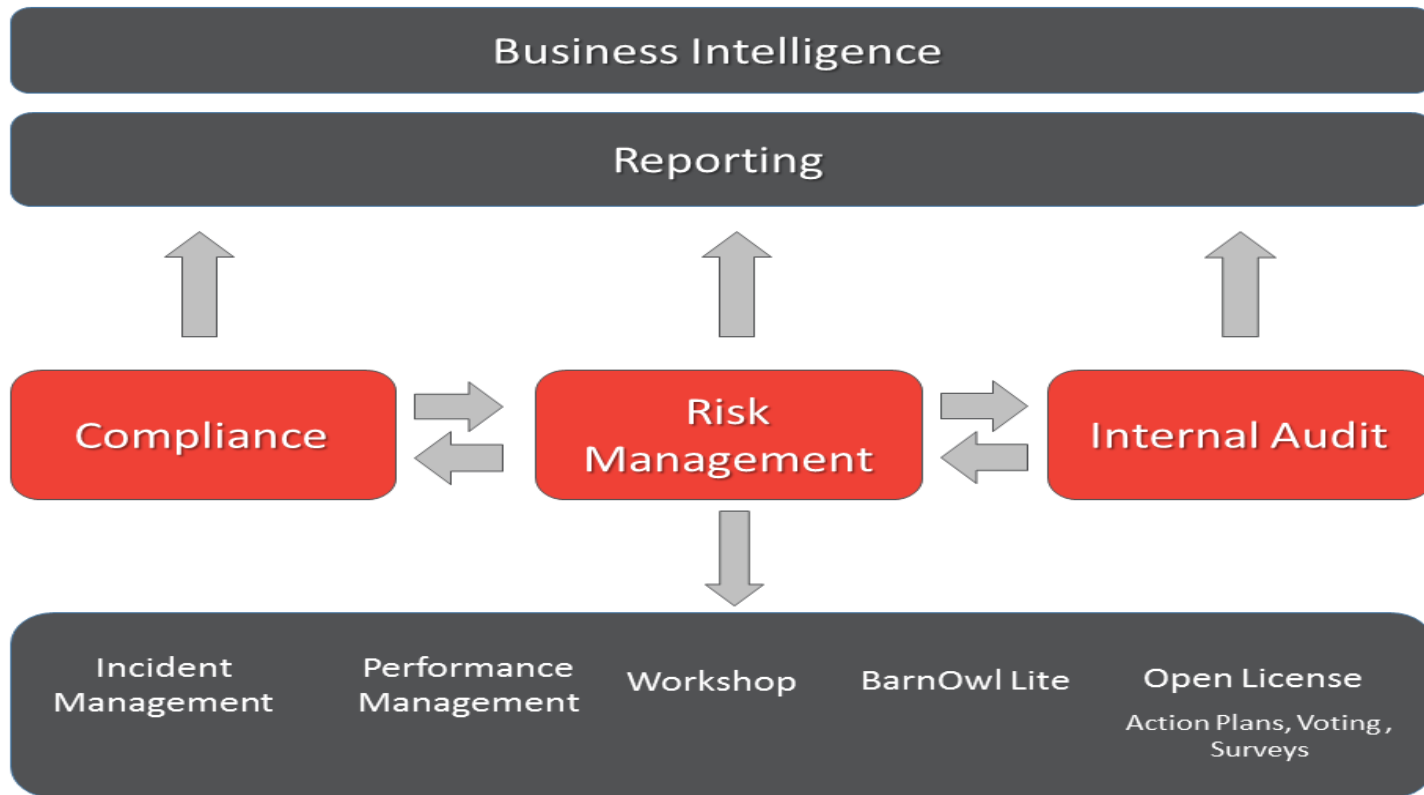 Business Intelligence
Reporting
Compliance
Risk
Management
Internal Audit
Incident
Management
Performance
Management
Workshop
BarnOwl Lite
Open License
Action Plans, Voting ,
Surveys